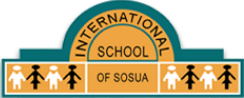 INTERNATIONAL
SCHOOL
OF SOSUA